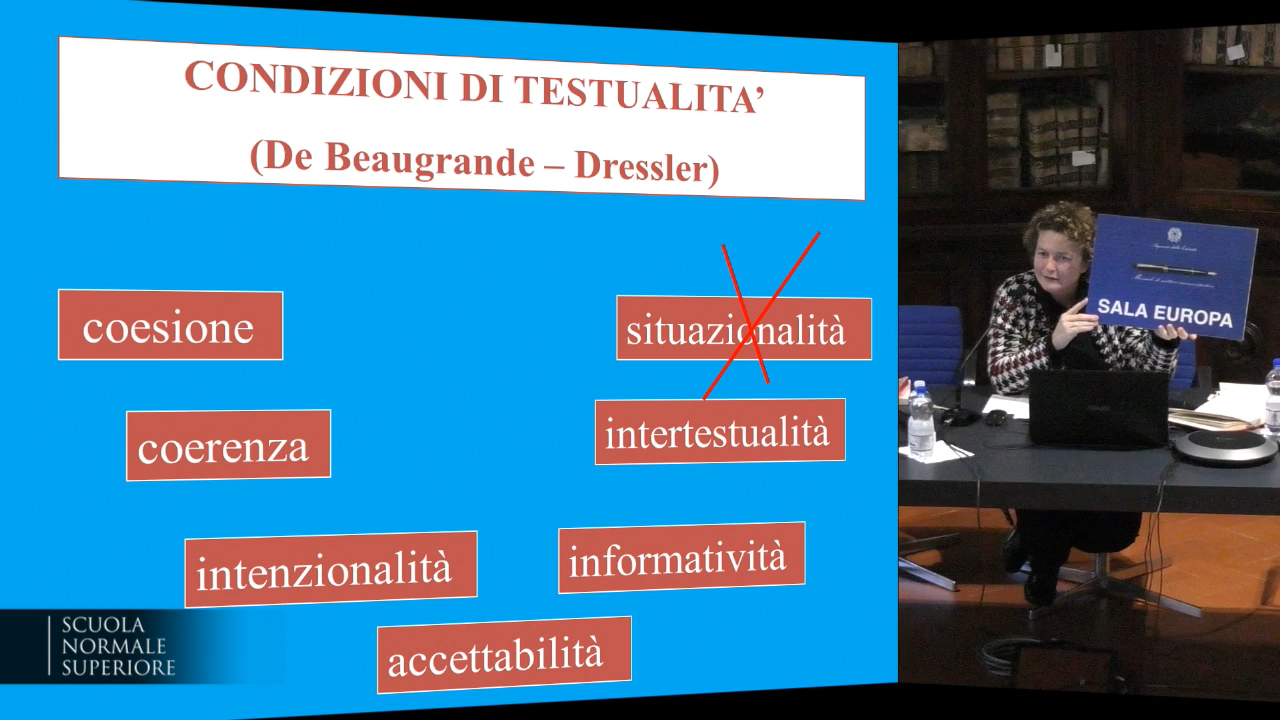 CONDIZIONI DI TESTUALITA’
(De Beaugrande – Dressler)
coesione
situazionalità
coerenza
intertestualità
intenzionalità
informatività
accettabilità
SCUOLA
NORMALE
SUPERIORE
SALA EUROPA